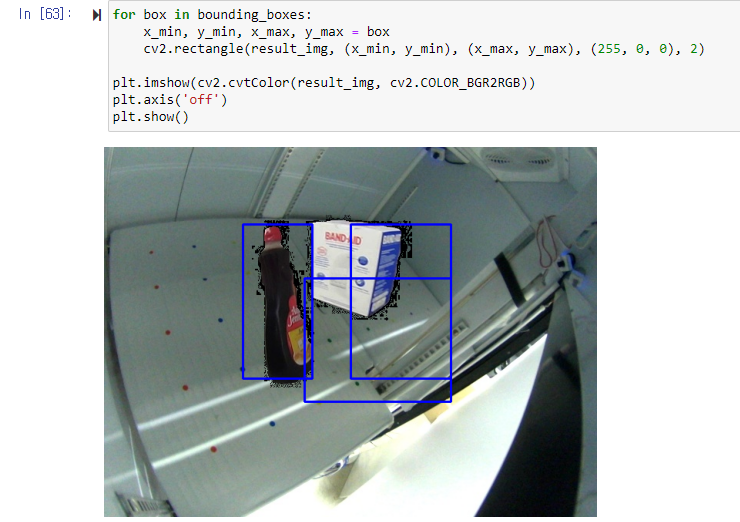 In [63]:
for box in bounding_boxes:
    x_min, y_min, x_max, y_max = box
    cv2.rectangle(result_img, (x_min, y_min), (x_max, y_max), (255, 0, 0), 2)

plt.imshow(cv2.cvtColor(result_img, cv2.COLOR_BGR2RGB))
plt.axis('off')
plt.show()
BAND-AID